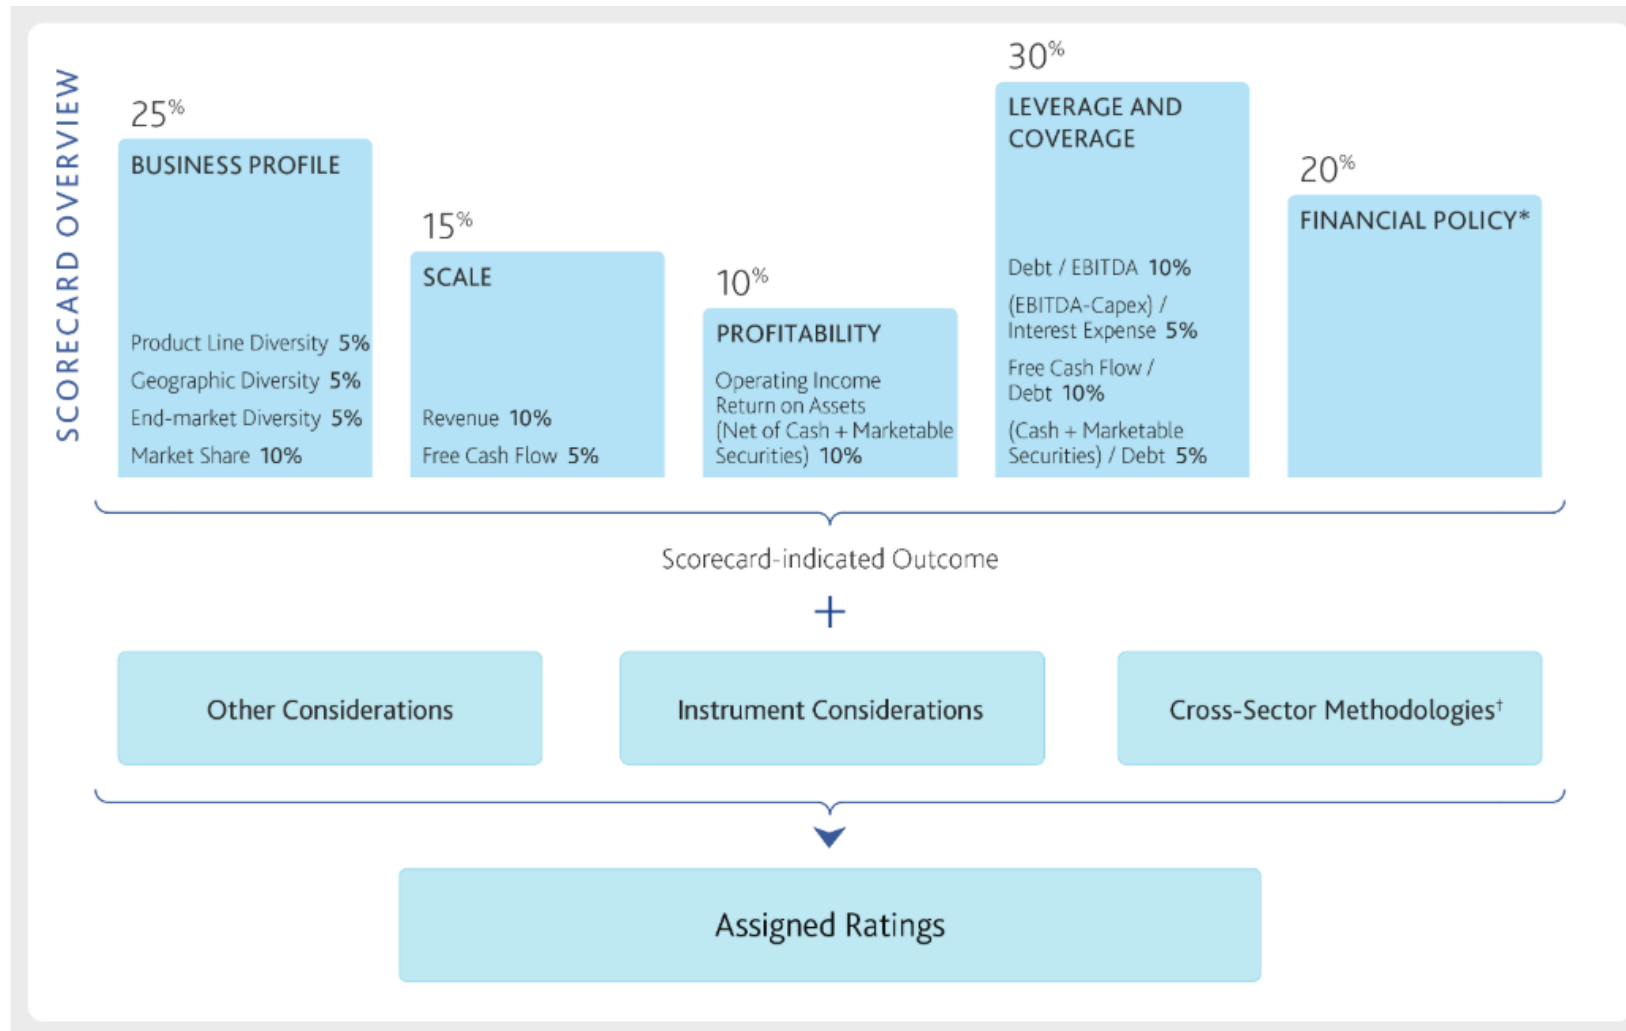 SCORECARD OVERVIEW
25%
BUSINESS PROFILE
Product Line Diversity 5%
Geographic Diversity 5%
End-market Diversity 5%
Market Share 10%
15%
SCALE
Revenue 10%
Free Cash Flow 5%
10%
PROFITABILITY
Operating Income
Return on Assets
(Net of Cash + Marketable
Securities) 10%
30%
LEVERAGE AND
COVERAGE
Debt / EBITDA 10%
(EBITDA-Capex) /
Interest Expense 5%
Free Cash Flow /
Debt 10%
(Cash + Marketable
Securities) / Debt 5%
20%
FINANCIAL POLICY*
Scorecard-indicated Outcome
+
Other Considerations
Instrument Considerations
Cross-Sector Methodologies†
Assigned Ratings